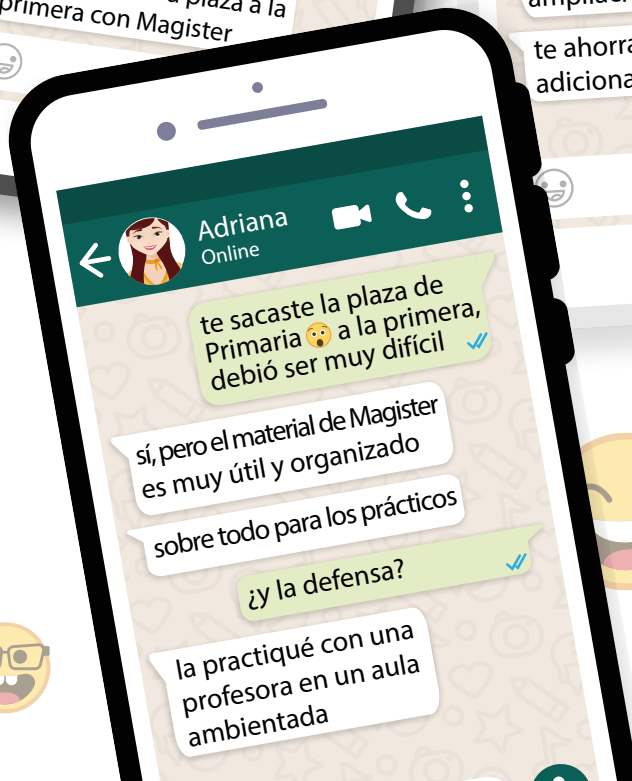 plaza a la
primera con Magister
te ahorra
adiciona
Adriana
Online
te sacaste la plaza de
Primaria 😲 a la primera,
debió ser muy difícil
sí, pero el material de Magister
es muy útil y organizado
sobre todo para los prácticos
¿y la defensa?
la practiqué con una
profesora en un aula
ambientada